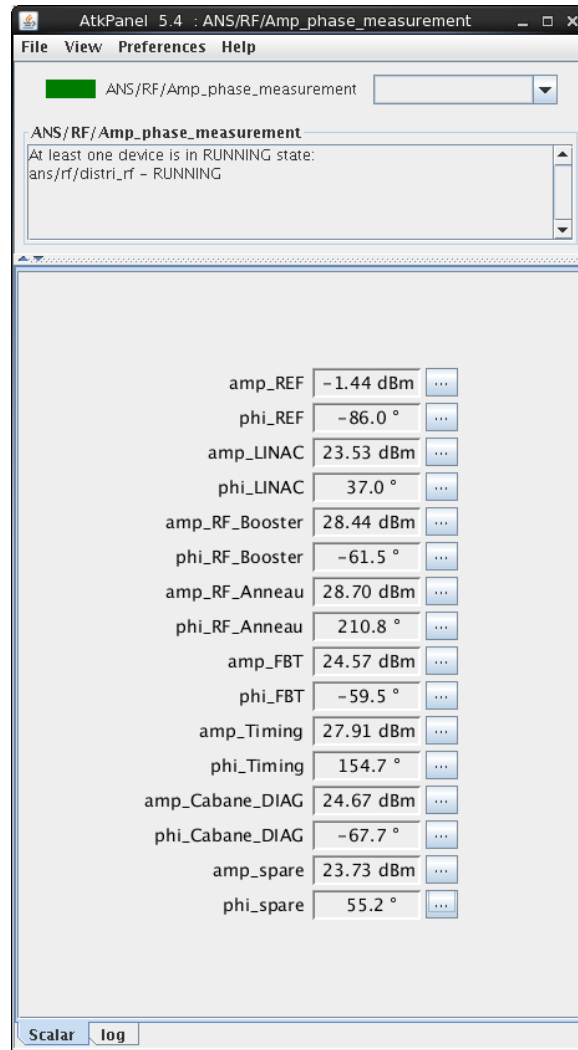 AtkPanel 5.4 : ANS/RF/Amp_phase_measurement
File View Preferences Help
ANS/RF/Amp_phase_measurement
ANS/RF/Amp_phase_measurement
At least one device is in RUNNING state:
ans/rf/distri_rf - RUNNING
amp_REF -1.44 dBm ...
phi_REF -86.0 ° ...
amp_LINAC 23.53 dBm ...
phi_LINAC 37.0 ° ...
amp_RF_Booster 28.44 dBm ...
phi_RF_Booster -61.5 ° ...
amp_RF_Anneau 28.70 dBm ...
phi_RF_Anneau 210.8 ° ...
amp_FBT 24.57 dBm ...
phi_FBT -59.5 ° ...
amp_Timing 27.91 dBm ...
phi_Timing 154.7 ° ...
amp_Cabane_DIAG 24.67 dBm ...
phi_Cabane_DIAG -67.7 ° ...
amp_spare 23.73 dBm ...
phi_spare 55.2 ° ...
Scalar log